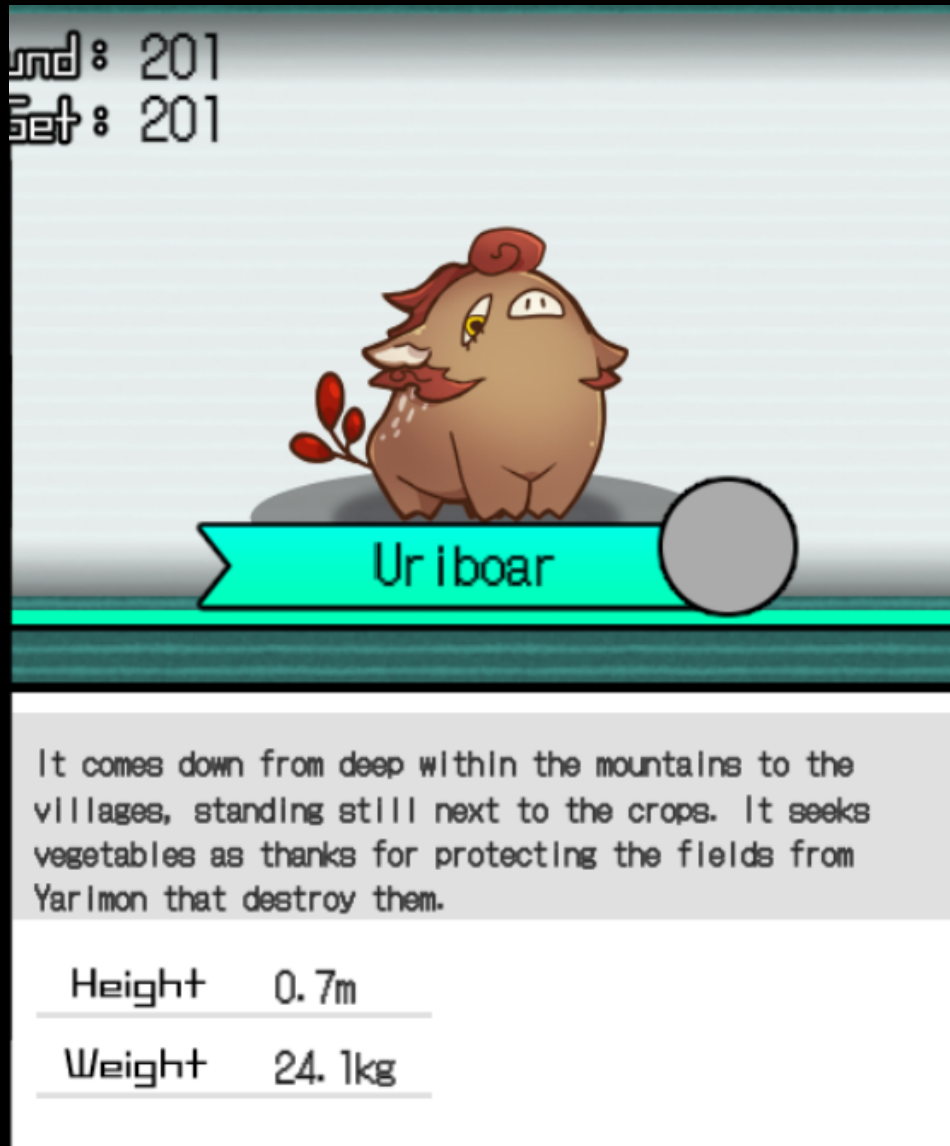 und: 201
Get: 201
Uriboar
It comes down from deep within the mountains to the
villages, standing still next to the crops. It seeks
vegetables as thanks for protecting the fields from
Yarimon that destroy them.
Height 0.7m
Weight 24.1kg